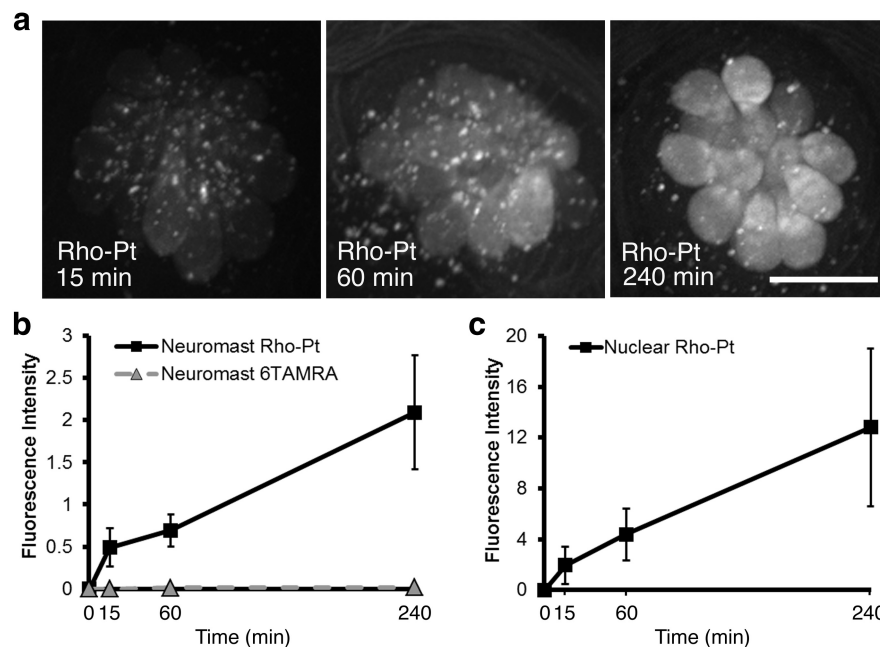 a
Rho-Pt
15 min
Rho-Pt
60 min
Rho-Pt
240 min
b
Fluorescence Intensity
3
2.5
2
1.5
1
0.5
0
Neuromast Rho-Pt
Neuromast 6TAMRA
0 15 60 240
Time (min)
c
Fluorescence Intensity
20
16
12
8
4
0
Nuclear Rho-Pt
0 15 60 240
Time (min)